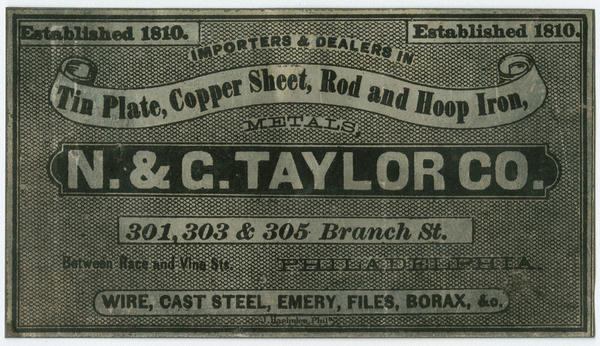 Established 1810.
Established 1810.
IMPORTERS & DEALERS IN
Tin Plate, Copper Sheet, Rod and Hoop Iron,
METALS,
N. & G. TAYLOR CO.
301, 303 & 305 Branch St.
Between Race and Vine Sts. PHILADELPHIA.
WIRE, CAST STEEL, EMERY, FILES, BORAX, &c.